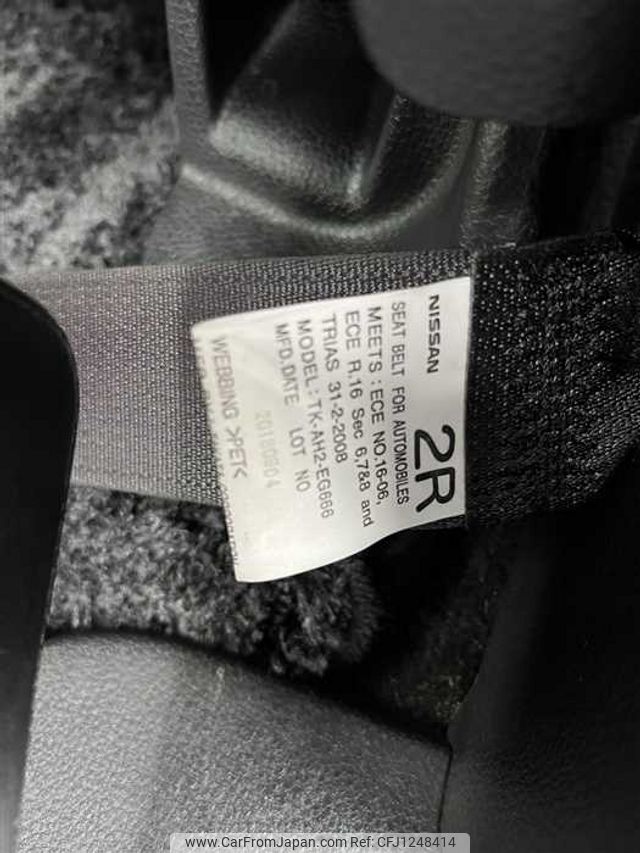 NISSAN
2R
SEAT BELT FOR AUTOMOBILES
MEETS : ECE NO,16-06,
ECE R,16 Sec 6,7&8 and
TRIAS 31-2-2008
MODEL : TK-AH2-EG666
MFD,DATE LOT NO
20180804
WEBBING >PET<
www.CarFromJapan.com Ref:CFJ1248414